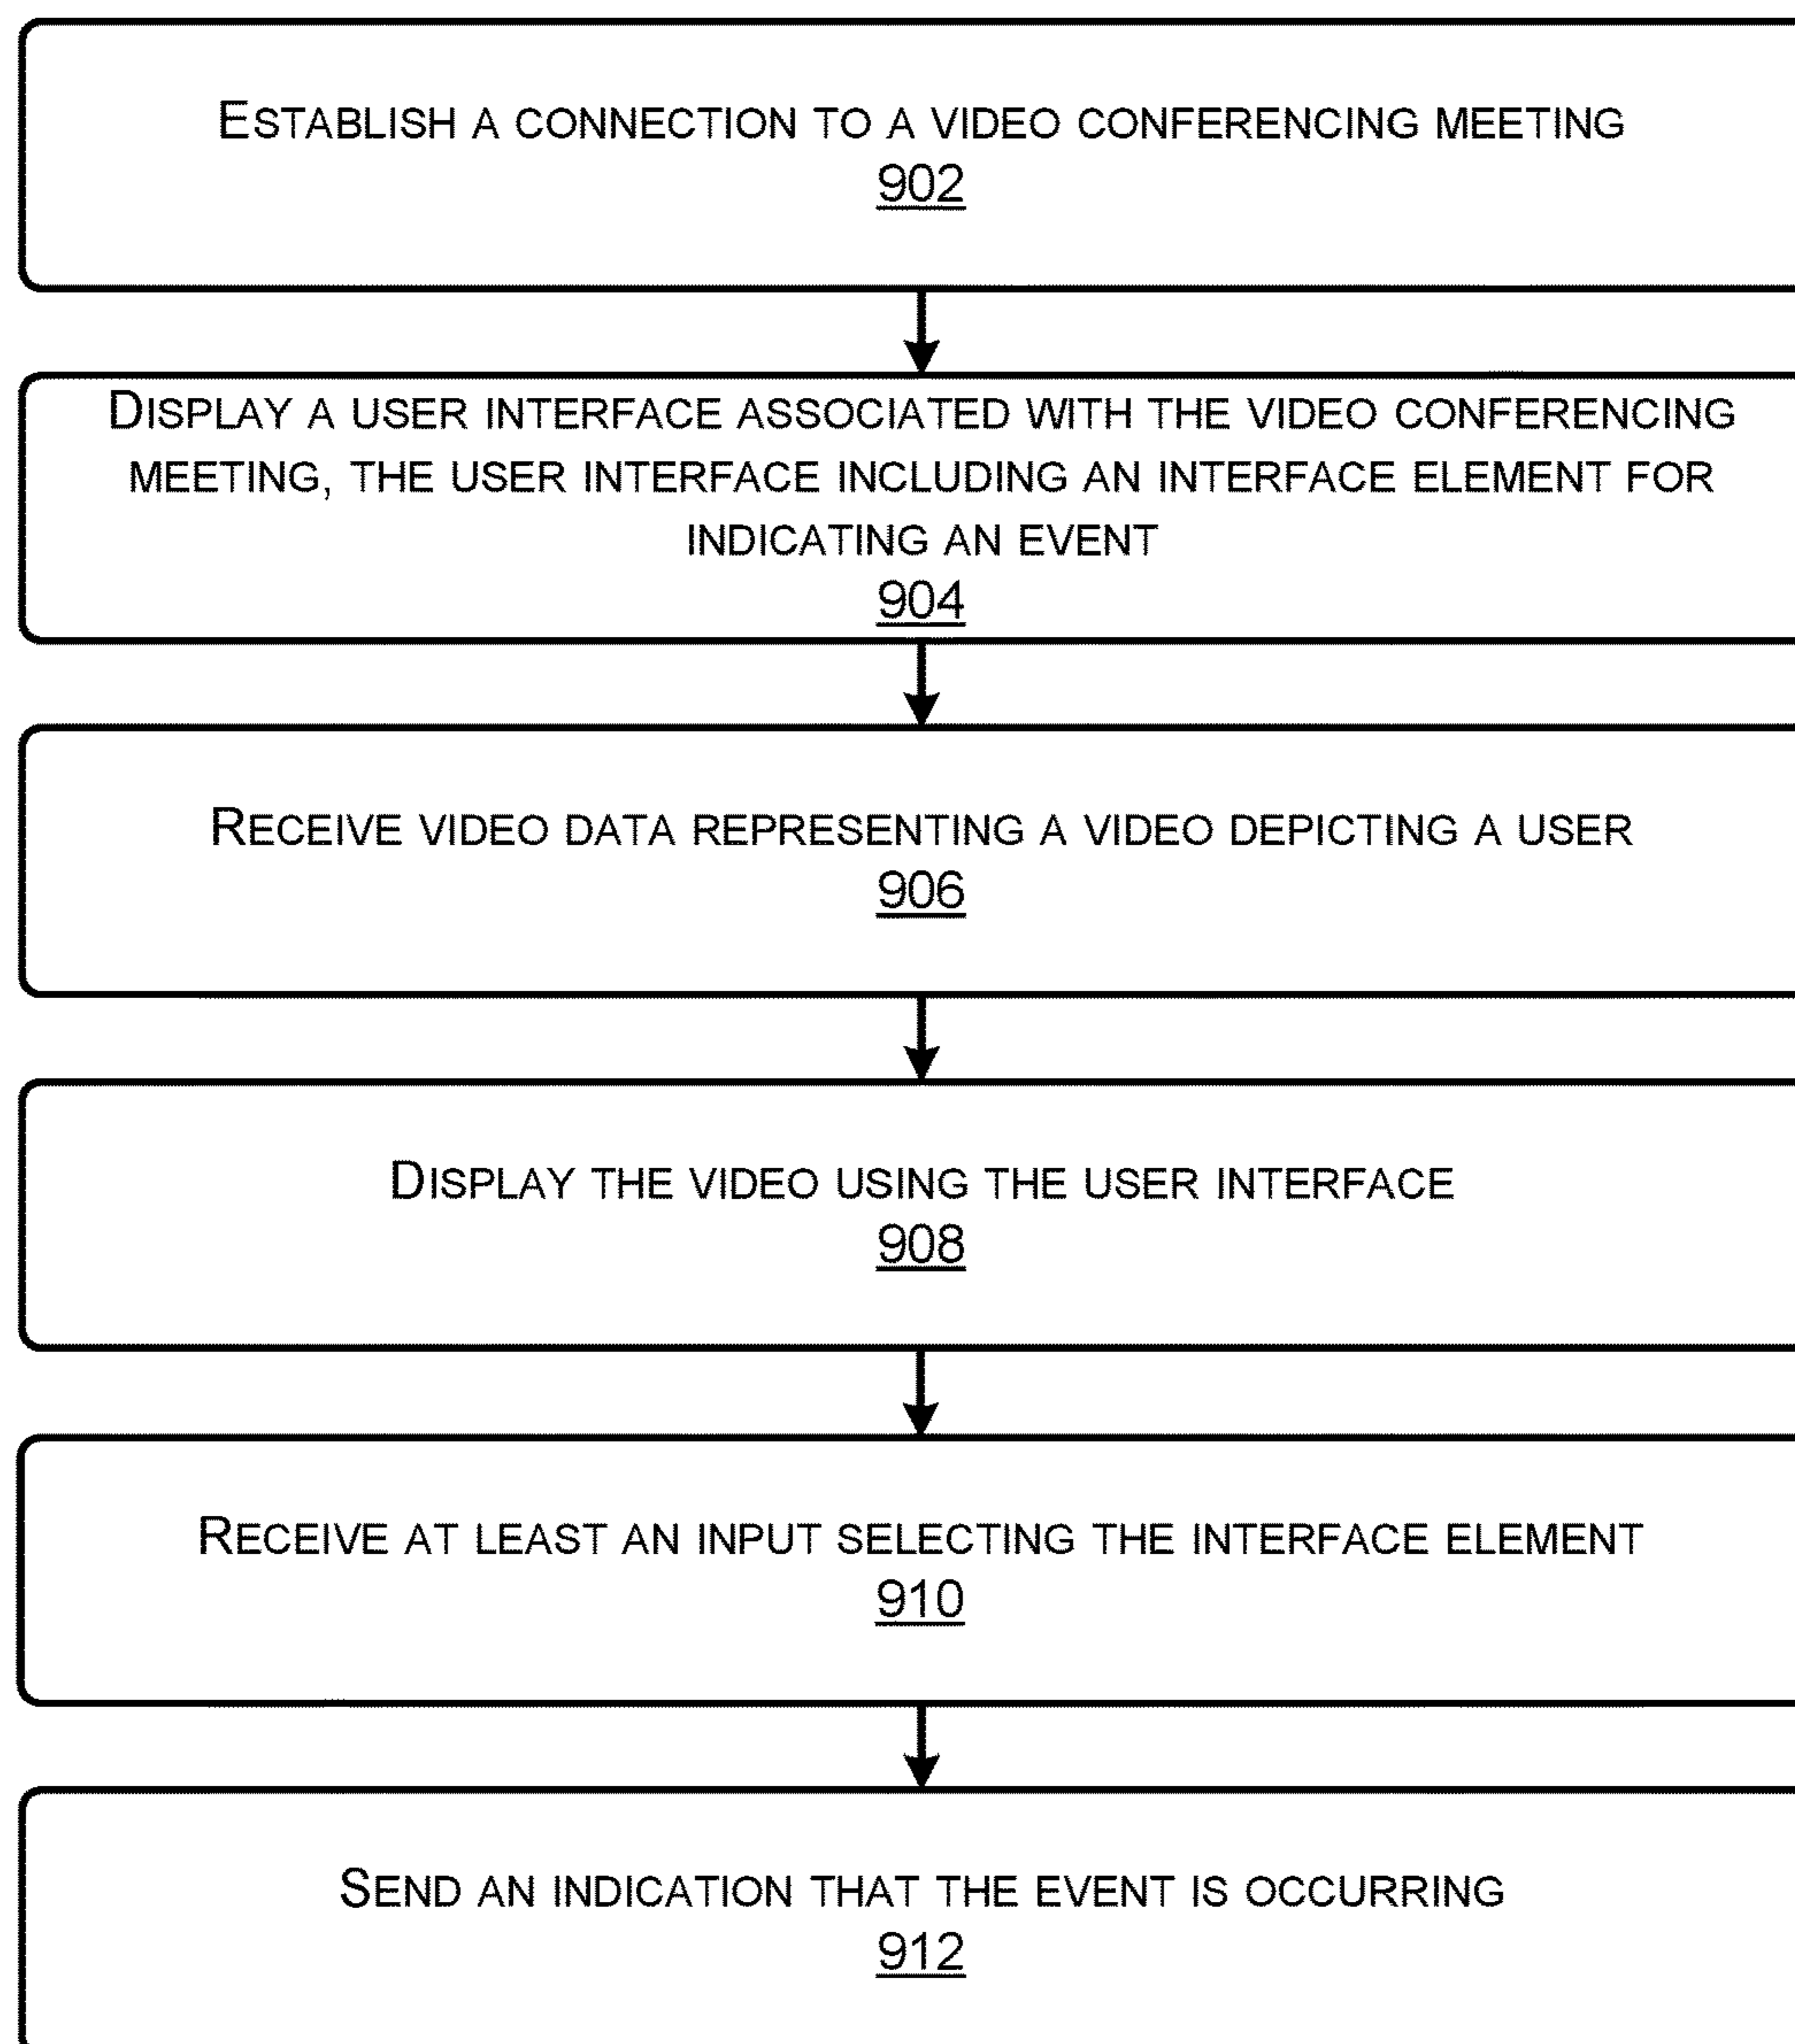 ESTABLISH A CONNECTION TO A VIDEO CONFERENCING MEETING
902
DISPLAY A USER INTERFACE ASSOCIATED WITH THE VIDEO CONFERENCING
MEETING, THE USER INTERFACE INCLUDING AN INTERFACE ELEMENT FOR
INDICATING AN EVENT
904
RECEIVE VIDEO DATA REPRESENTING A VIDEO DEPICTING A USER
906
DISPLAY THE VIDEO USING THE USER INTERFACE
908
RECEIVE AT LEAST AN INPUT SELECTING THE INTERFACE ELEMENT
910
SEND AN INDICATION THAT THE EVENT IS OCCURRING
912